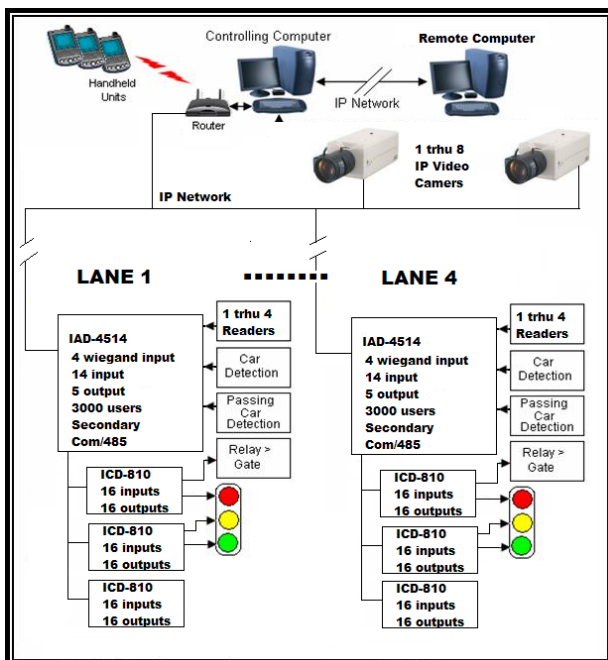 Controlling Computer
Remote Computer
Handheld
Units
Router
IP Network
1 trhu 8
IP Video
Camers
IP Network
LANE 1
LANE 4
IAD-4514
4 wiegand input
14 input
5 output
3000 users
Secondary
Com/485
1 trhu 4
Readers
Car
Detection
Passing
Car
Detection
Relay >
Gate
ICD-810
16 inputs
16 outputs
ICD-810
16 inputs
16 outputs
ICD-810
16 inputs
16 outputs
IAD-4514
4 wiegand input
14 input
5 output
3000 users
Secondary
Com/485
1 trhu 4
Readers
Car
Detection
Passing
Car
Detection
Relay >
Gate
ICD-810
16 inputs
16 outputs
ICD-810
16 inputs
16 outputs
ICD-810
16 inputs
16 outputs